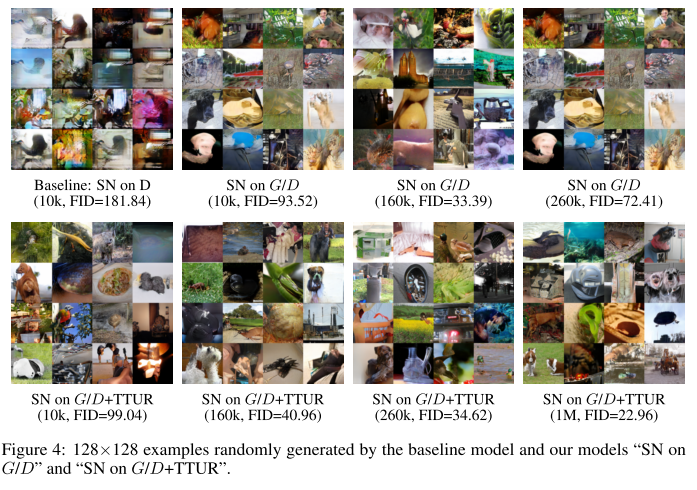 Baseline: SN on D
(10k, FID=181.84)
SN on G/D
(10k, FID=93.52)
SN on G/D
(160k, FID=33.39)
SN on G/D
(260k, FID=72.41)
SN on G/D+TTUR
(10k, FID=99.04)
SN on G/D+TTUR
(160k, FID=40.96)
SN on G/D+TTUR
(260k, FID=34.62)
SN on G/D+TTUR
(1M, FID=22.96)
Figure 4: 128×128 examples randomly generated by the baseline model and our models “SN on
G/D” and “SN on G/D+TTUR”.